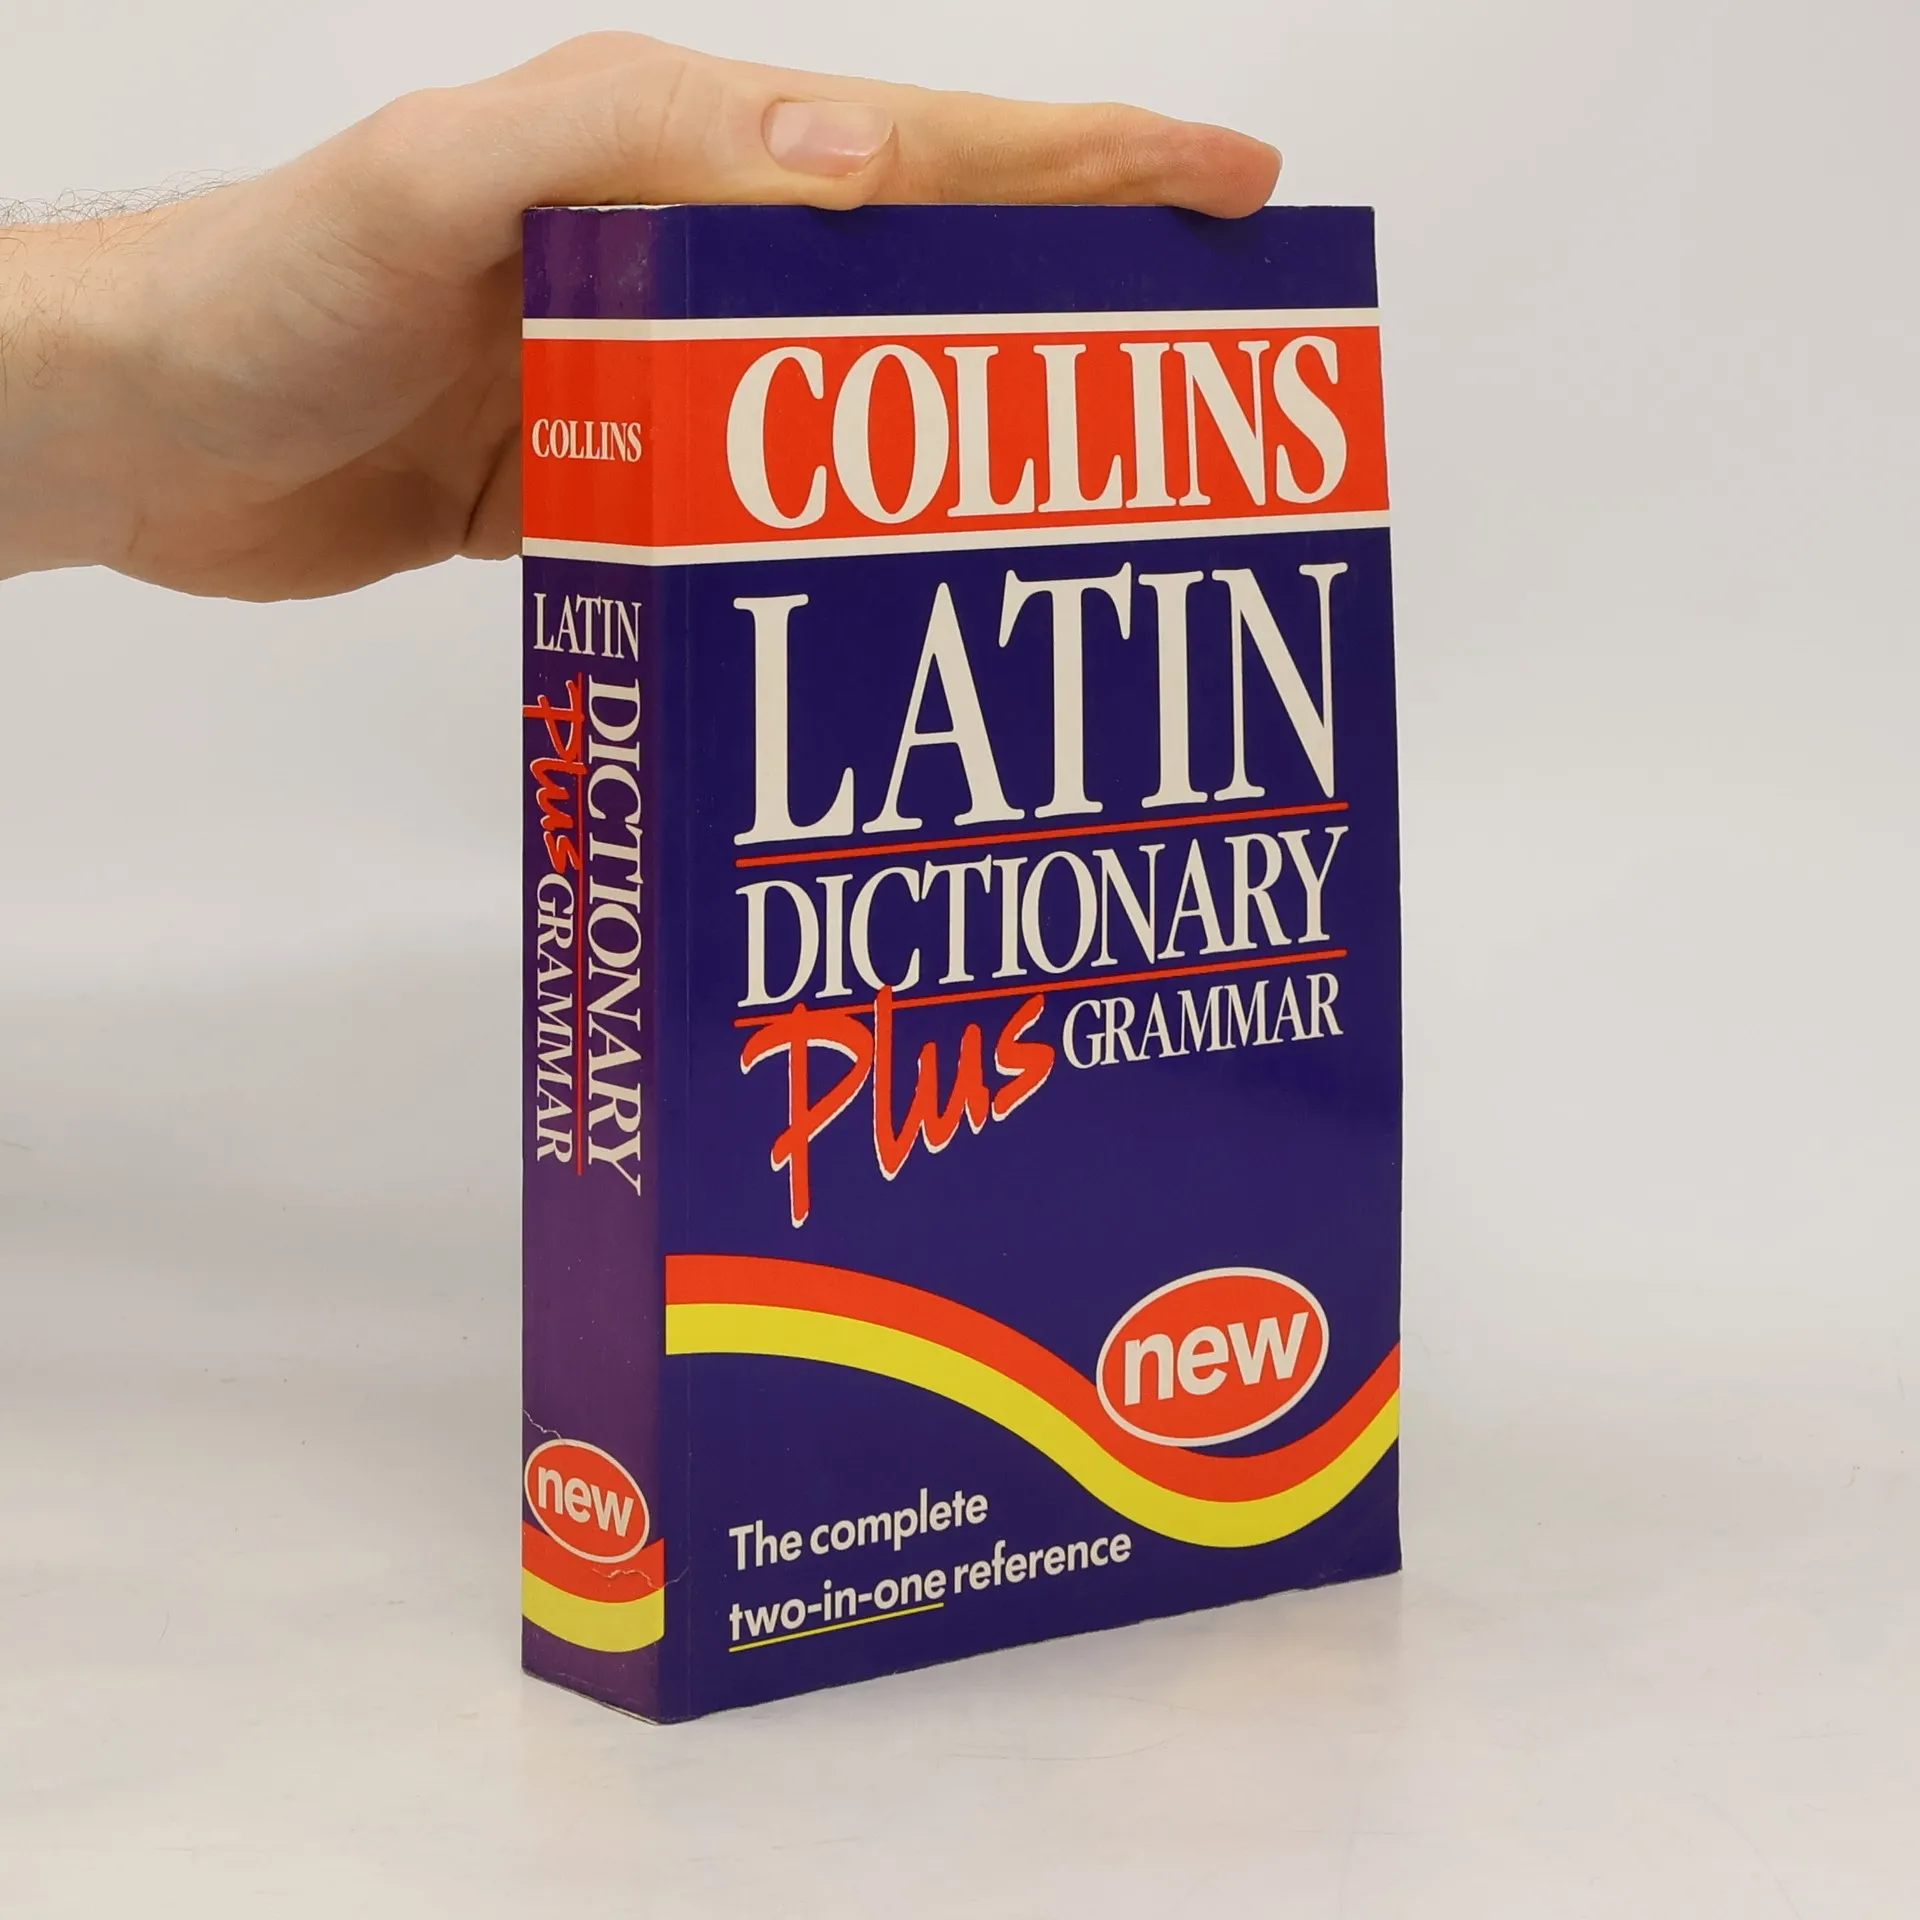 COLLINS
LATIN
DICTIONARY
Plus GRAMMAR
new
COLLINS
LATIN
DICTIONARY
Plus GRAMMAR
new
The complete
two-in-one reference